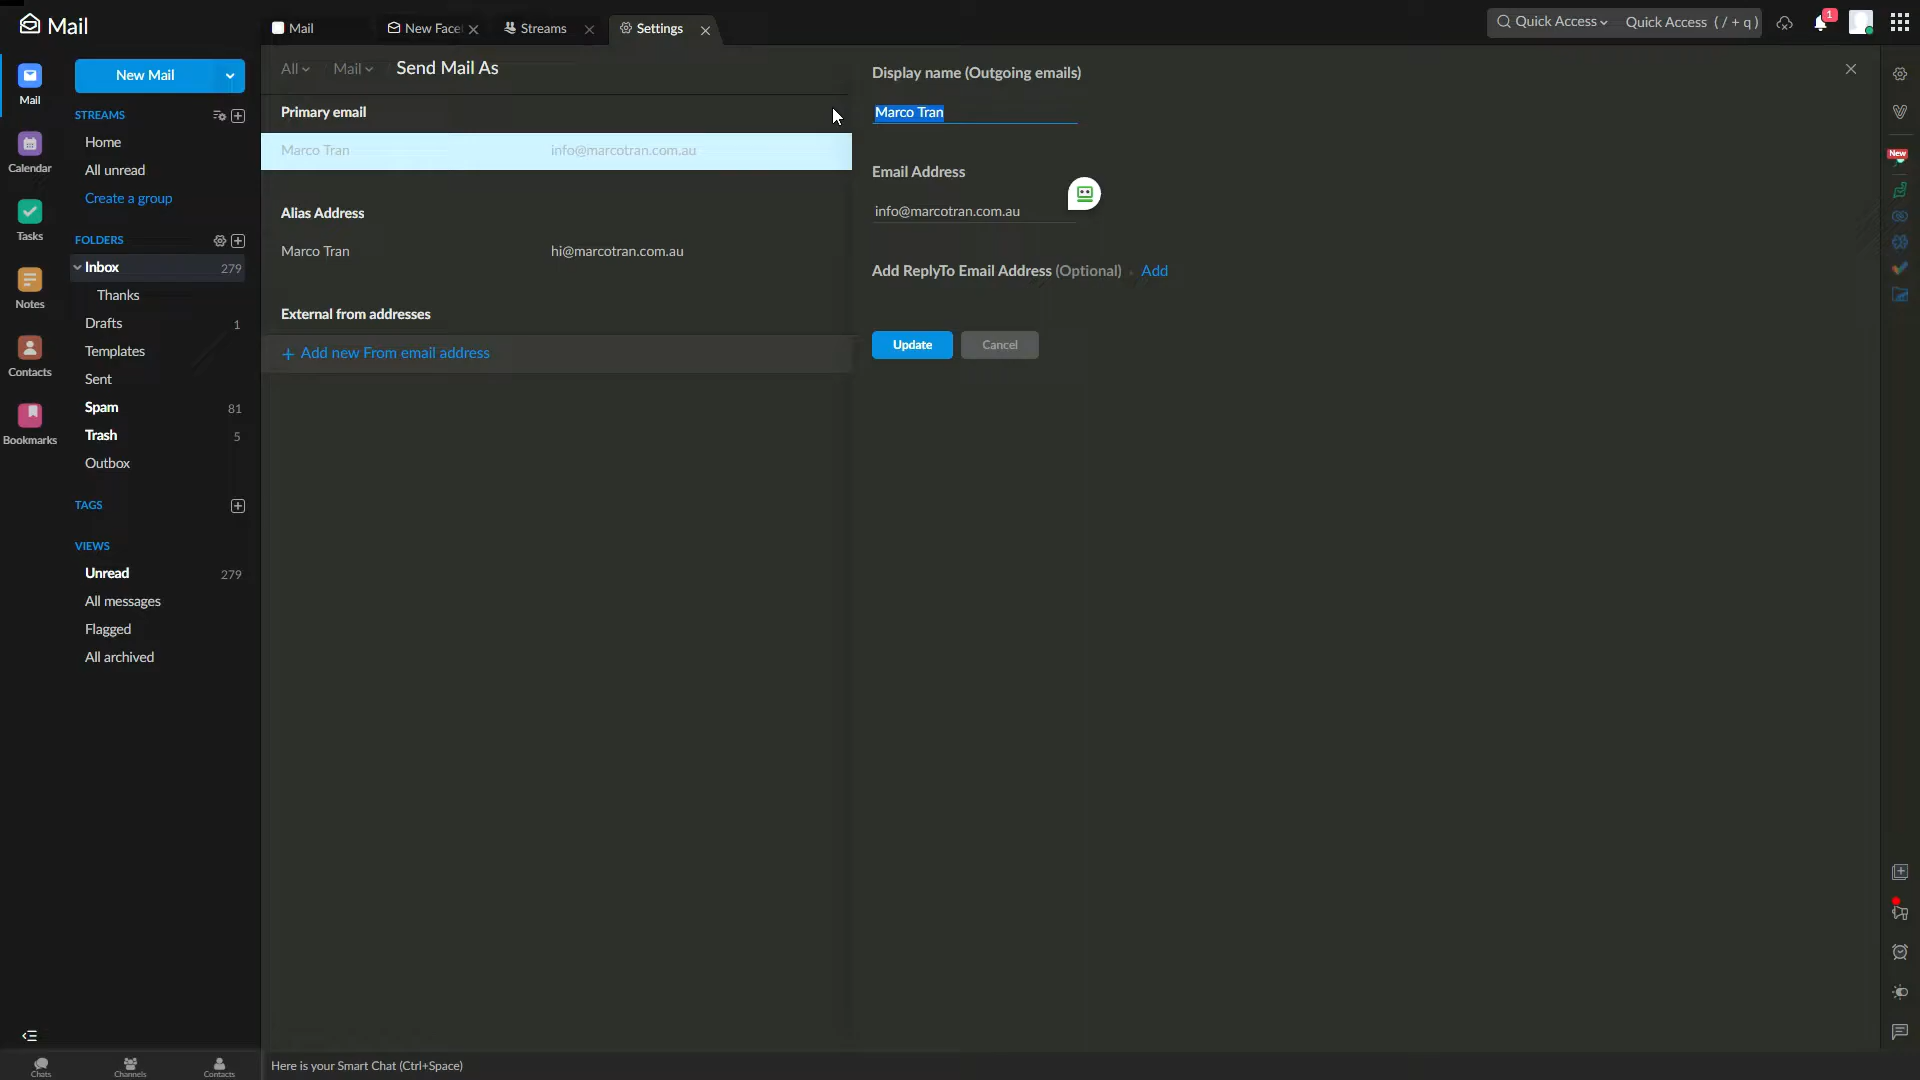 Mail
Mail
New Face
Streams
Settings
Quick Access
Quick Access ( / + q )
1
Mail
Calendar
Tasks
Notes
Contacts
Bookmarks
New Mail
STREAMS
Home
All unread
Create a group
FOLDERS
Inbox 279
Thanks
Drafts 1
Templates
Sent
Spam 81
Trash 5
Outbox
TAGS
VIEWS
Unread 279
All messages
Flagged
All archived
All / Mail / Send Mail As
Primary email
Marco Tran info@marcotran.com.au
Alias Address
Marco Tran hi@marcotran.com.au
External from addresses
+ Add new From email address
Display name (Outgoing emails)
Marco Tran
Email Address
info@marcotran.com.au
Add ReplyTo Email Address (Optional) Add
Update Cancel
New
Chats
Channels
Contacts
Here is your Smart Chat (Ctrl+Space)